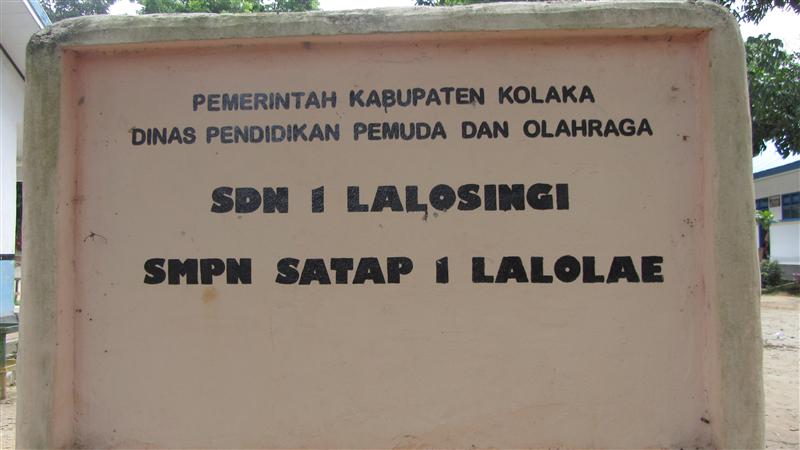 PEMERINTAH KABUPATEN KOLAKA
DINAS PENDIDIKAN PEMUDA DAN OLAHRAGA
SDN 1 LALOSINGI
SMPN SATAP 1 LALOLAE